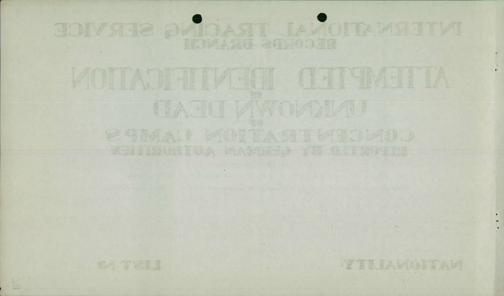 INTERNATIONAL TRACING SERVICE
RECORDS BRANCH
ATTEMPTED IDENTIFICATION
OF
UNKNOWN DEAD
OF
CONCENTRATION CAMPS
REPORTED BY GERMAN AUTHORITIES
NATIONALITY LIST Nº